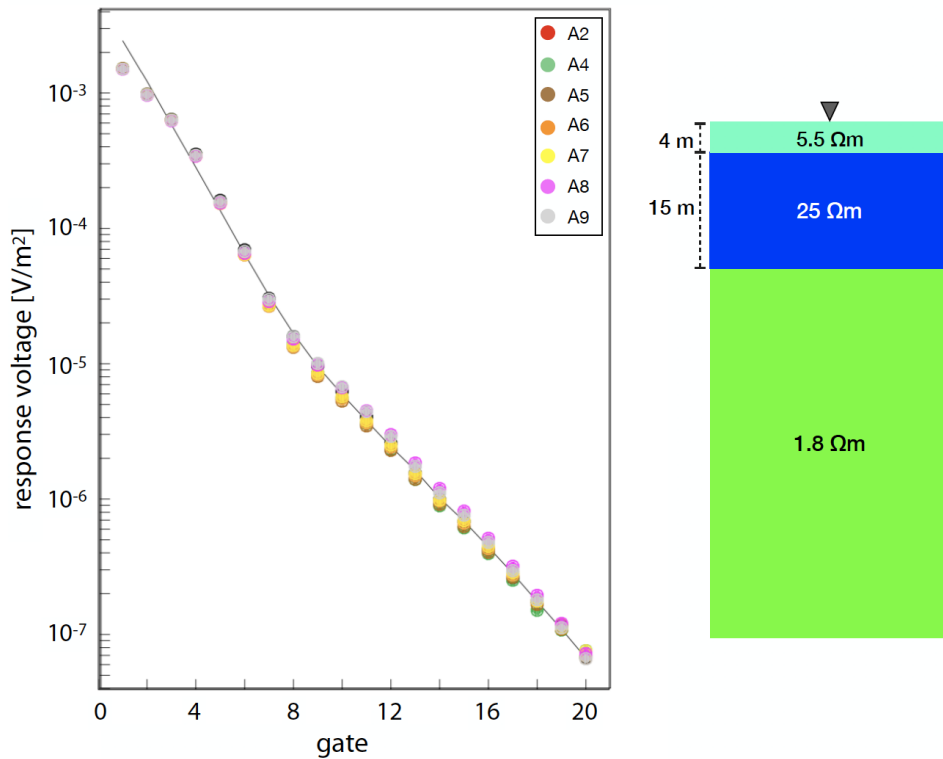 A2
A4
A5
A6
A7
A8
A9
10⁻³
10⁻⁴
10⁻⁵
10⁻⁶
10⁻⁷
response voltage [V/m²]
0 4 8 12 16 20
gate
4 m
5.5 Ωm
15 m
25 Ωm
1.8 Ωm